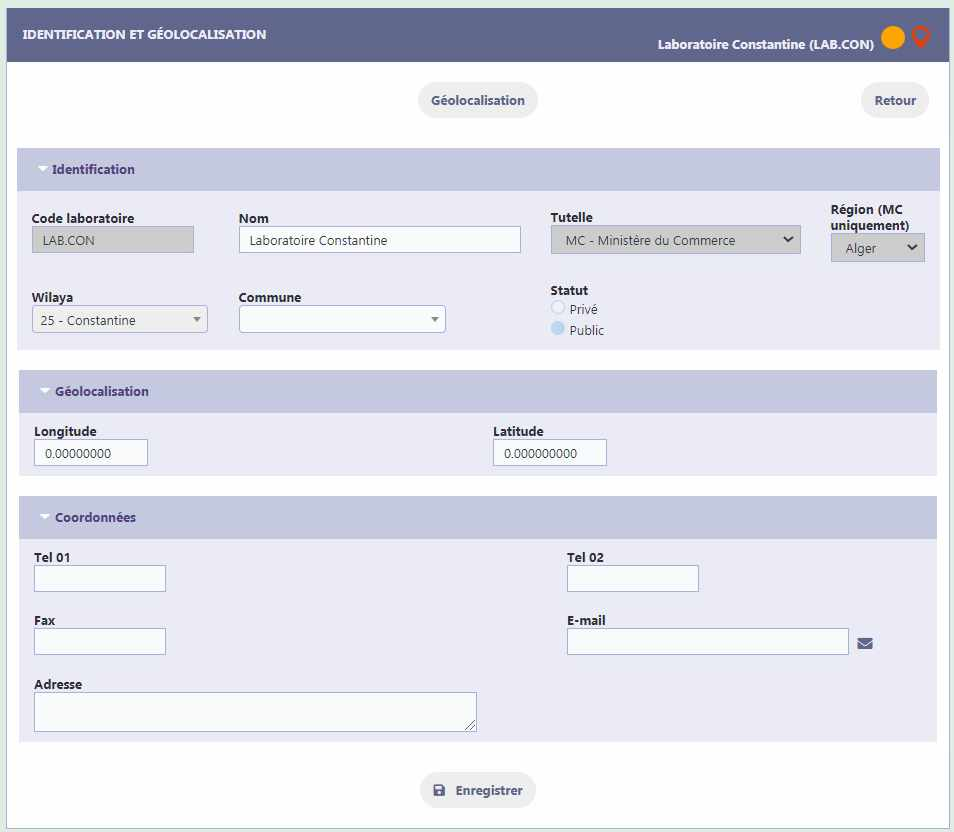 IDENTIFICATION ET GÉOLOCALISATION
Laboratoire Constantine (LAB.CON)
Géolocalisation
Retour
Identification
Code laboratoire
LAB.CON
Nom
Laboratoire Constantine
Tutelle
MC - Ministère du Commerce
Région (MC
uniquement)
Alger
Wilaya
25 - Constantine
Commune
Statut
Privé
Public
Géolocalisation
Longitude
0.00000000
Latitude
0.000000000
Coordonnées
Tel 01
Tel 02
Fax
E-mail
Adresse
Enregistrer